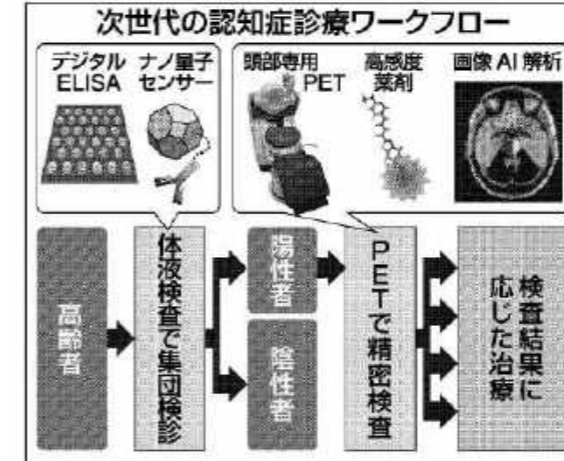 次世代の認知症診療ワークフロー
デジタル ナノ量子
ELISA センサー
頭部専用
PET
高感度
薬剤
画像 AI 解析
高齢者
体液検査で集団検診
陽性者
陰性者
PETで精密検査
検査結果に
応じた治療